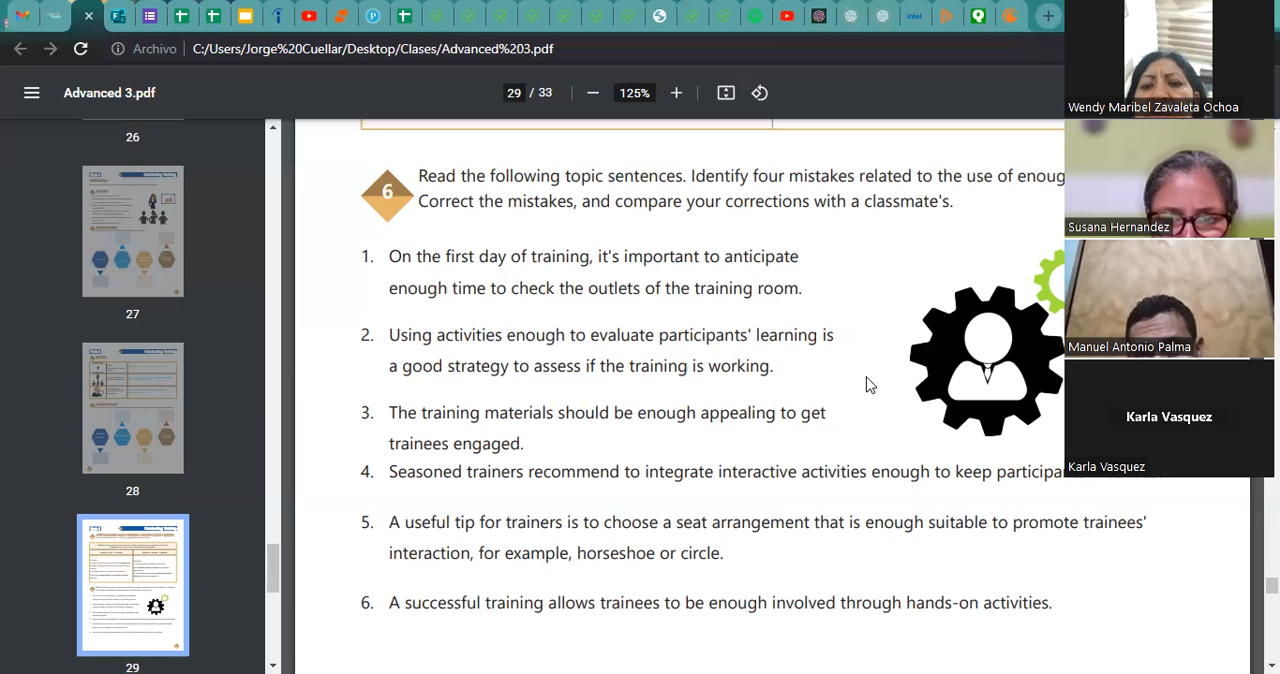 Archivo
C:/Users/Jorge%20Cuellar/Desktop/Clases/Advanced%203.pdf
Advanced 3.pdf
29 / 33
125%
26
27
28
29
6
Read the following topic sentences. Identify four mistakes related to the use of enoug
Correct the mistakes, and compare your corrections with a classmate's.
1. On the first day of training, it's important to anticipate
enough time to check the outlets of the training room.
2. Using activities enough to evaluate participants' learning is
a good strategy to assess if the training is working.
3. The training materials should be enough appealing to get
trainees engaged.
4. Seasoned trainers recommend to integrate interactive activities enough to keep participa
5. A useful tip for trainers is to choose a seat arrangement that is enough suitable to promote trainees'
interaction, for example, horseshoe or circle.
6. A successful training allows trainees to be enough involved through hands-on activities.
Wendy Maribel Zavaleta Ochoa
Susana Hernandez
Manuel Antonio Palma
Karla Vasquez
Karla Vasquez